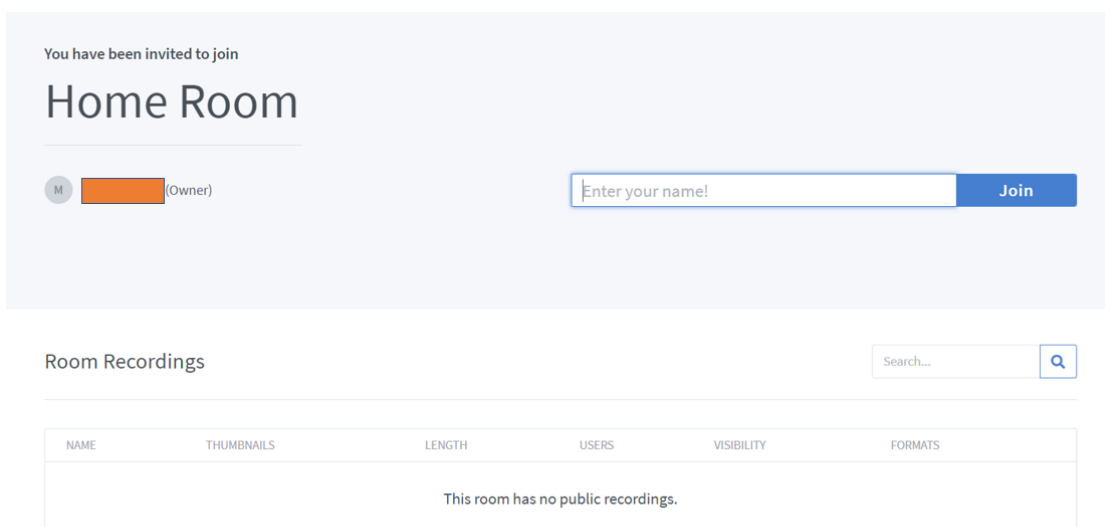 You have been invited to join
Home Room
M (Owner)
Enter your name! Join
Room Recordings
Search...
NAME THUMBNAILS LENGTH USERS VISIBILITY FORMATS
This room has no public recordings.